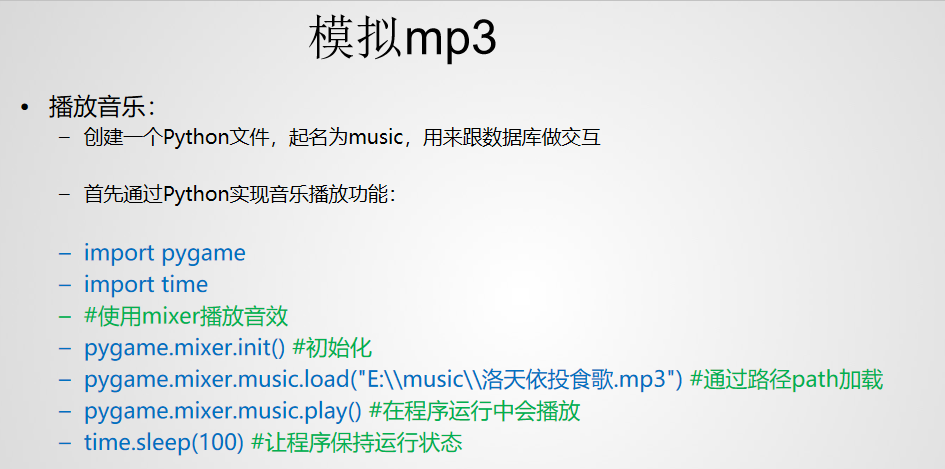 模拟mp3
• 播放音乐：
– 创建一个Python文件，起名为music，用来跟数据库做交互
– 首先通过Python实现音乐播放功能：
– import pygame
– import time
– #使用mixer播放音效
– pygame.mixer.init() #初始化
– pygame.mixer.music.load("E:\\music\\洛天依投食歌.mp3") #通过路径path加载
– pygame.mixer.music.play() #在程序运行中会播放
– time.sleep(100) #让程序保持运行状态